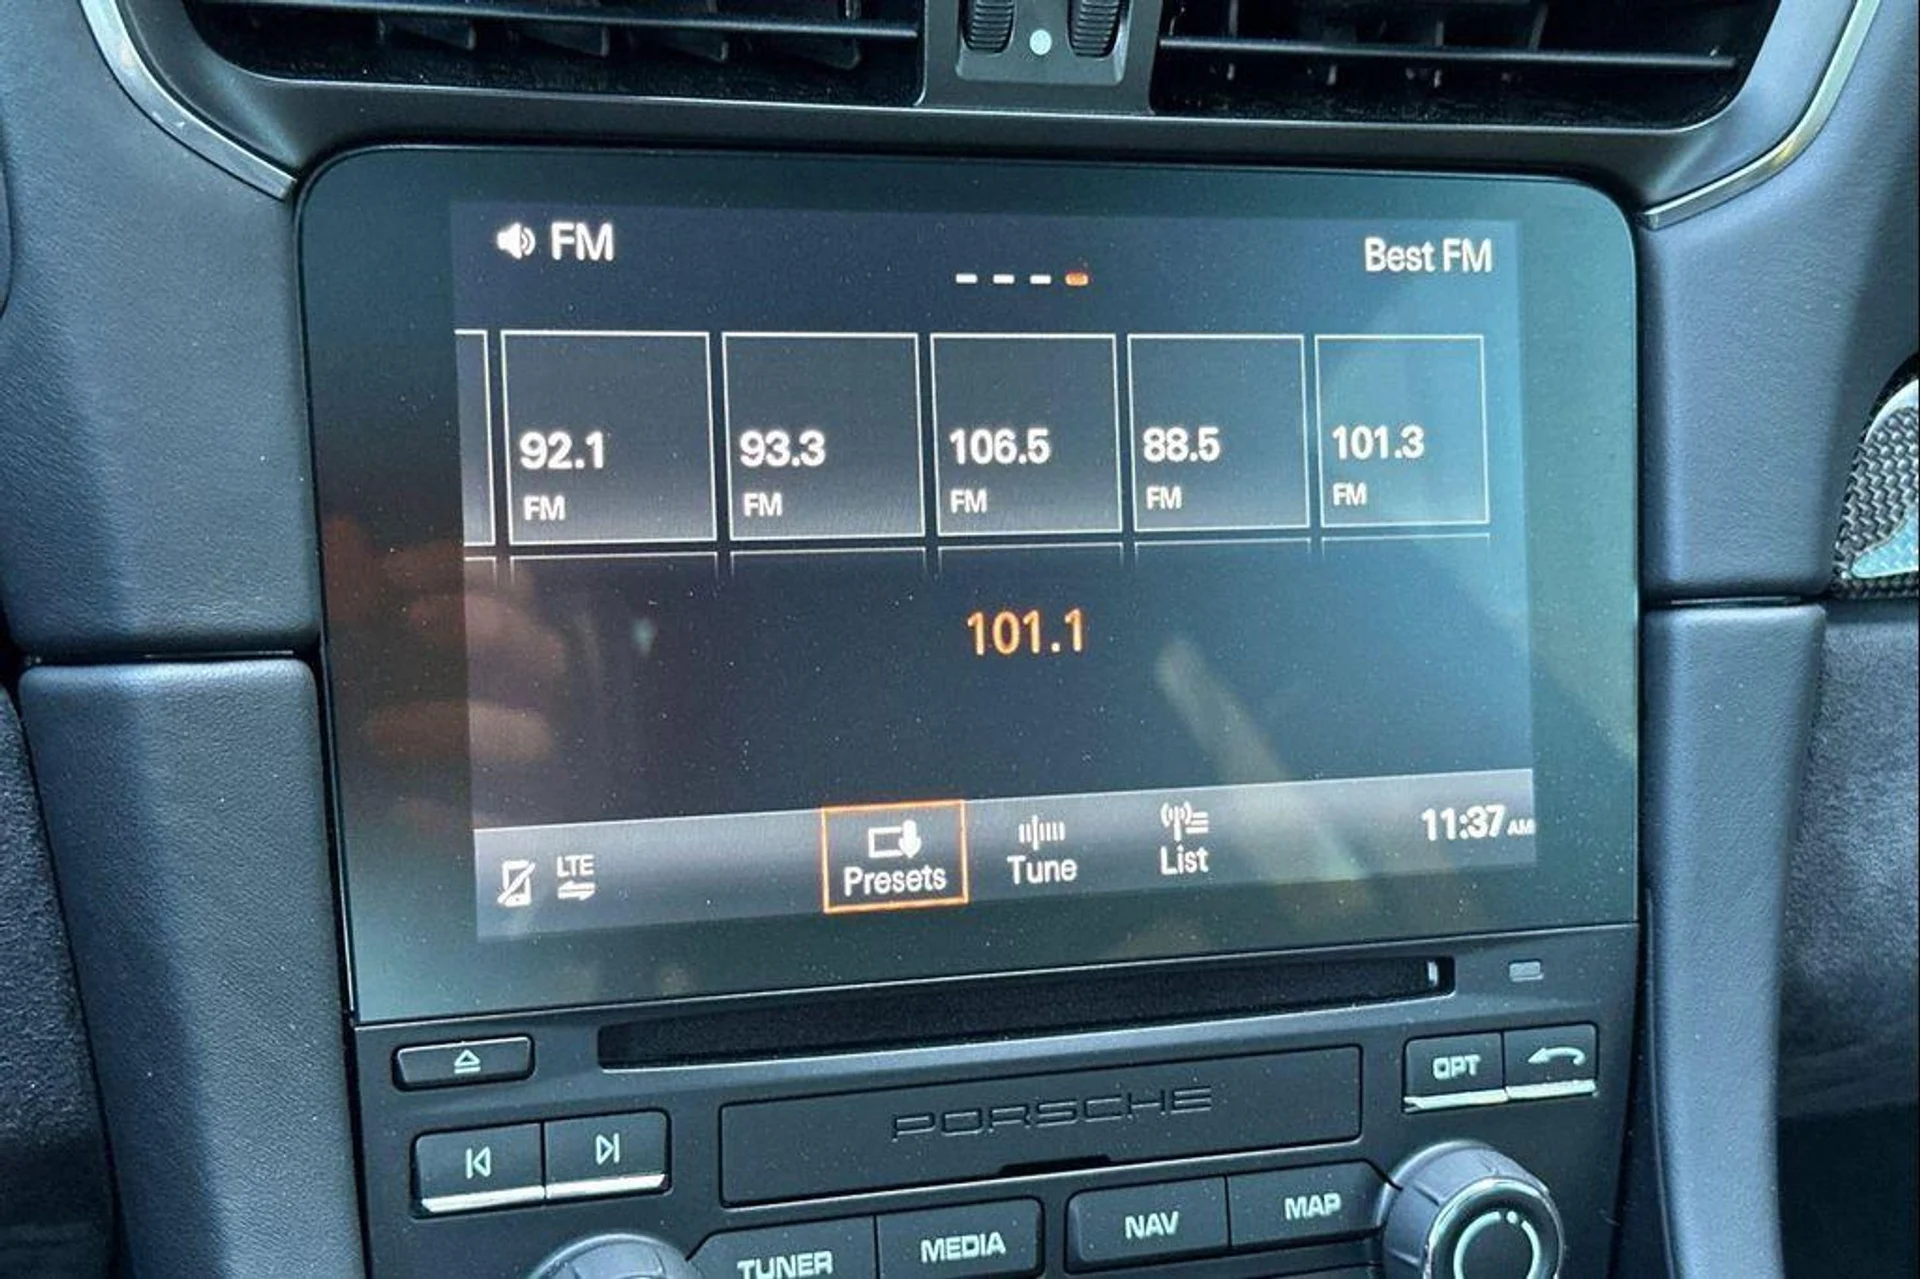 FM
Best FM
92.1 93.3 106.5 88.5 101.3
FM FM FM FM FM
101.1
LTE
Presets Tune List
11:37 AM
OPT
PORSCHE
TUNER MEDIA NAV MAP